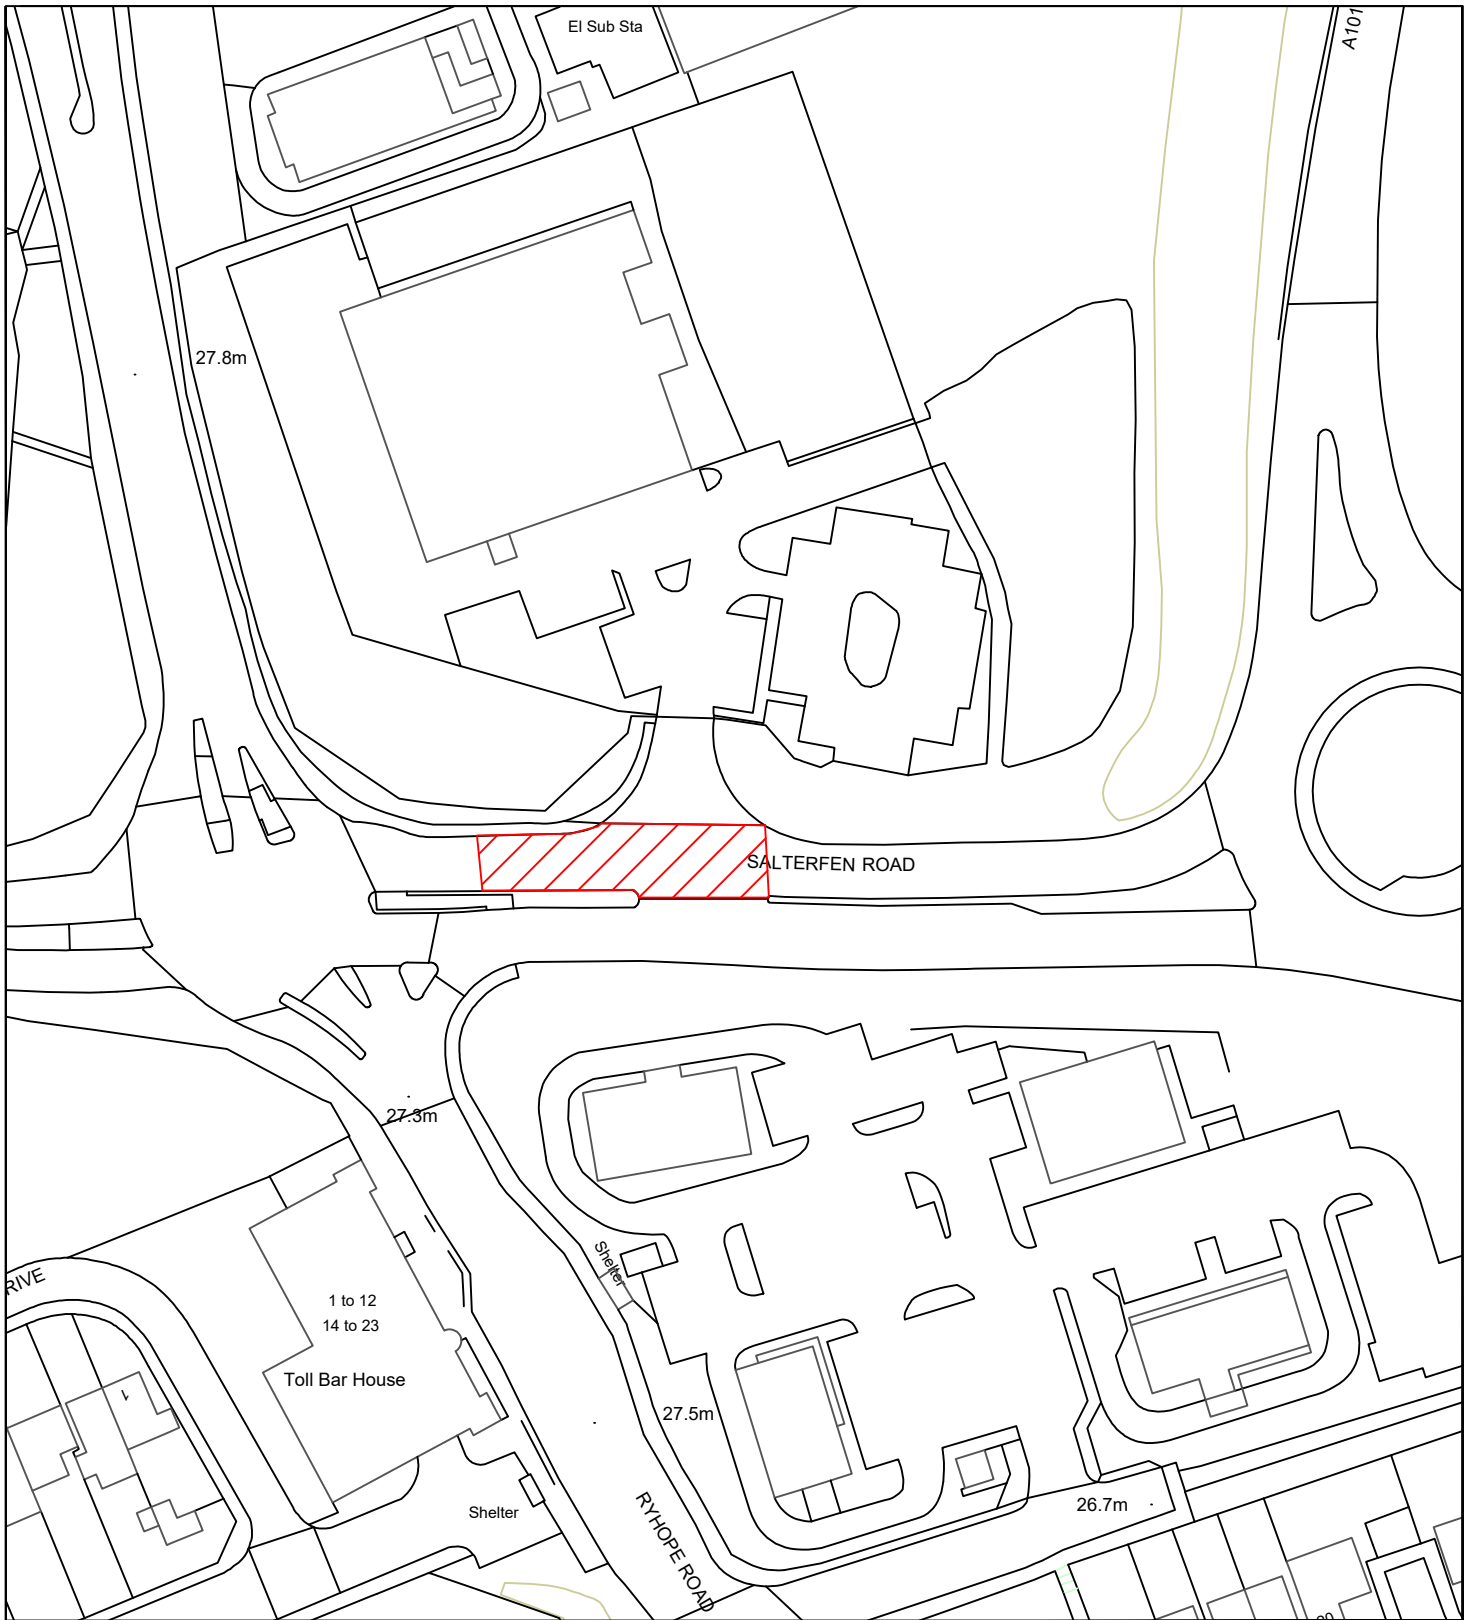 El Sub Sta
A101
27.8m
SALTERFEN ROAD
27.3m
Shelter
RIVE
1 to 12
14 to 23
Toll Bar House
1
27.5m
Shelter
RYHOPE ROAD
26.7m